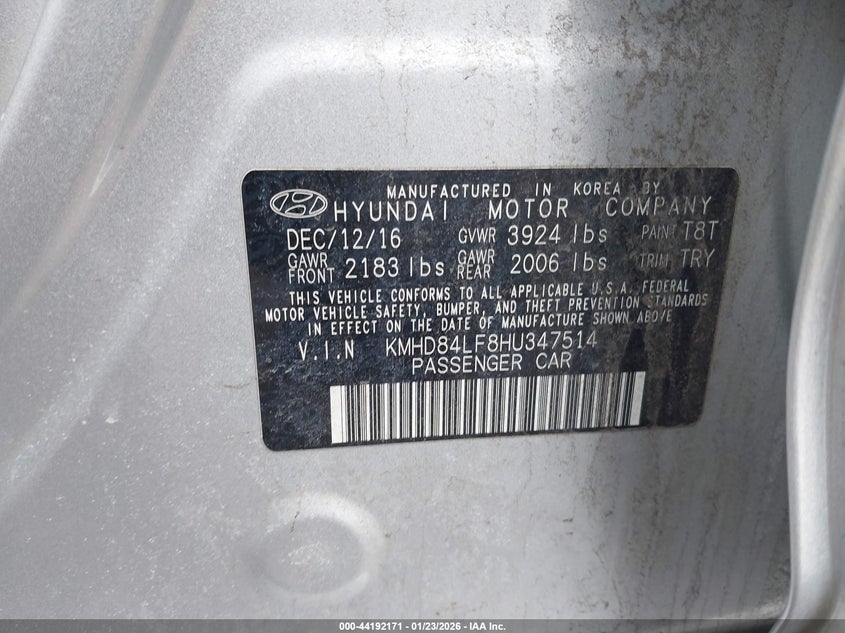 MANUFACTURED IN KOREA BY
HYUNDAI MOTOR COMPANY
DEC/12/16 GVWR 3924 lbs PAINT T8T
GAWR FRONT 2183 lbs GAWR REAR 2006 lbs TRIM TRY
THIS VEHICLE CONFORMS TO ALL APPLICABLE U.S.A. FEDERAL
MOTOR VEHICLE SAFETY, BUMPER, AND THEFT PREVENTION STANDARDS
IN EFFECT ON THE DATE OF MANUFACTURE SHOWN ABOVE
V.I.N KMHD84LF8HU347514
PASSENGER CAR
000-44192171 - 01/23/2026 - IAA Inc.